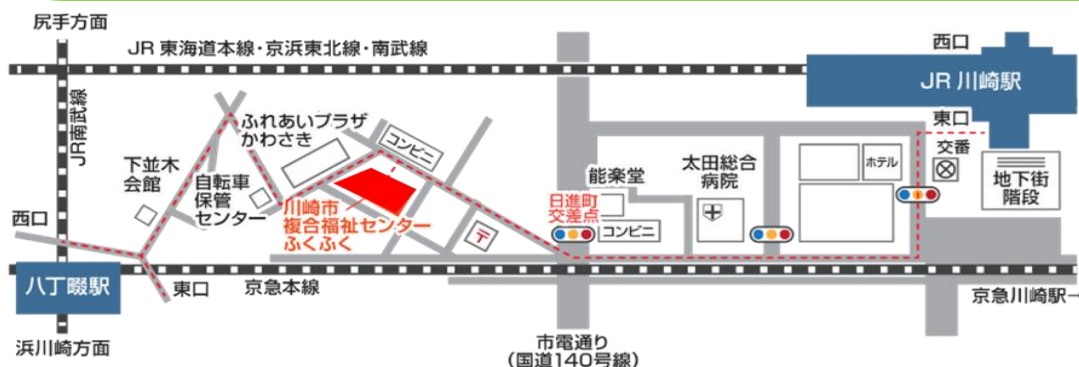 尻手方面
JR 東海道本線・京浜東北線・南武線
西口
JR 川崎駅
東口
JR南武線
ふれあいプラザ
かわさき
コンビニ
交番
下並木
会館
自転車
保管
センター
能楽堂
太田総合
病院
ホテル
地下街
階段
西口
川崎市
複合福祉センター
ふくふく
日進町
交差点
コンビニ
〒
八丁畷駅
東口
京急本線
京急川崎駅→
浜川崎方面
市電通り
(国道140号線)